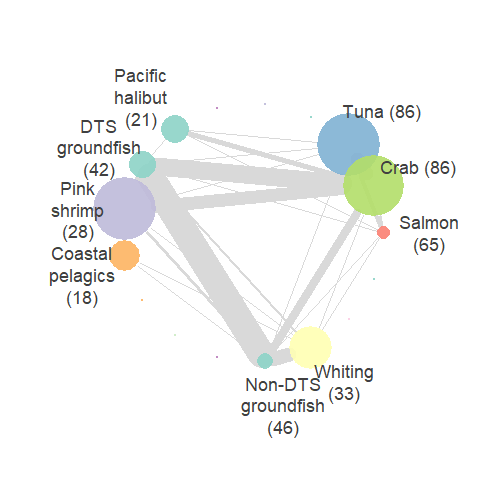 Pacific
halibut
(21)
Tuna (86)
DTS
groundfish
(42)
Crab (86)
Pink
shrimp
(28)
Salmon
(65)
Coastal
pelagics
(18)
Whiting
(33)
Non-DTS
groundfish
(46)